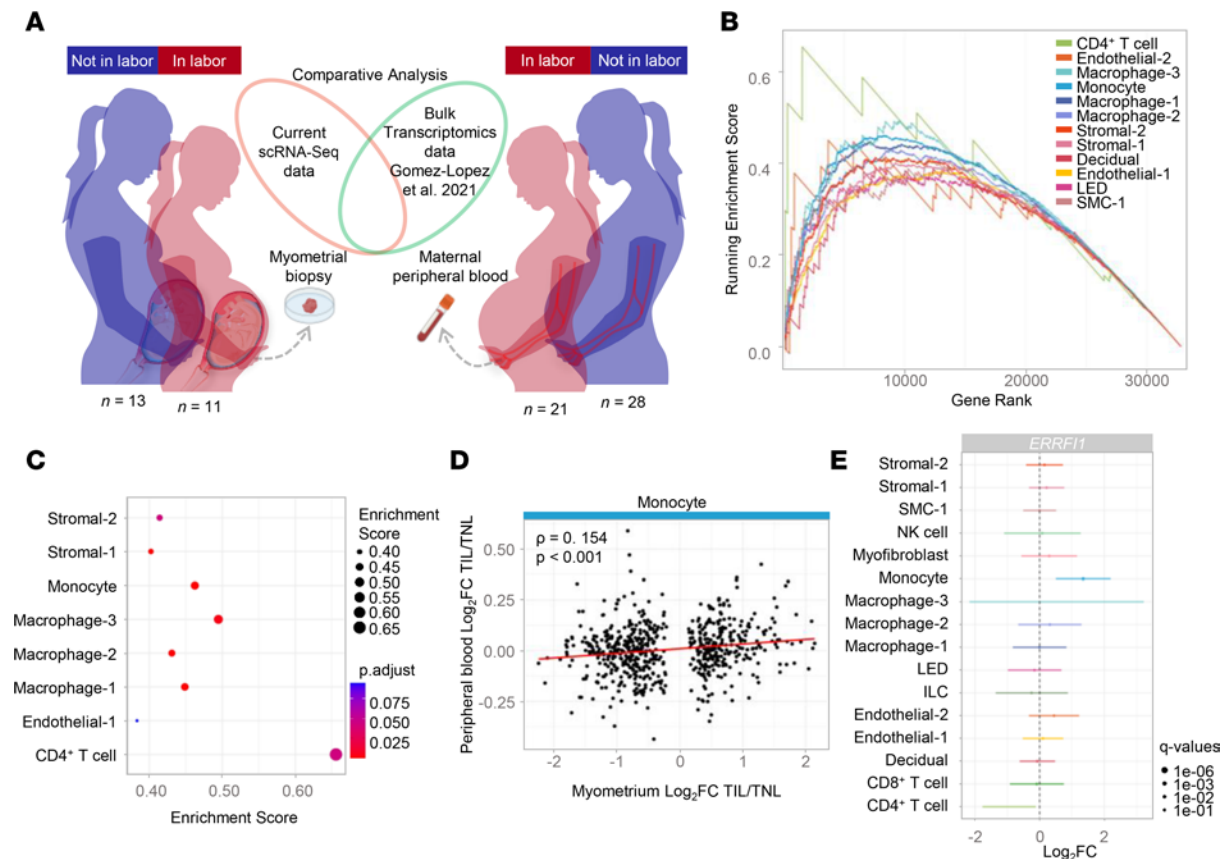 A
Not in labor
In labor
Comparative Analysis
Current
scRNA-Seq
data
Bulk
Transcriptomics
data
Gomez-Lopez
et al. 2021
In labor
Not in labor
Myometrial
biopsy
Maternal
peripheral blood
n = 13
n = 11
n = 21
n = 28
B
Running Enrichment Score
0.6
0.4
0.2
0.0
10000
20000
30000
Gene Rank
CD4⁺ T cell
Endothelial-2
Macrophage-3
Monocyte
Macrophage-1
Macrophage-2
Stromal-2
Stromal-1
Decidual
Endothelial-1
LED
SMC-1
C
Stromal-2
Stromal-1
Monocyte
Macrophage-3
Macrophage-2
Macrophage-1
Endothelial-1
CD4⁺ T cell
0.40
0.50
0.60
Enrichment Score
Enrichment
Score
0.40
0.45
0.50
0.55
0.60
0.65
p.adjust
0.075
0.050
0.025
D
Monocyte
ρ = 0. 154
p < 0.001
Peripheral blood Log₂FC TIL/TNL
0.50
0.25
0.00
-0.25
-2
-1
0
1
2
Myometrium Log₂FC TIL/TNL
E
ERRFI1
Stromal-2
Stromal-1
SMC-1
NK cell
Myofibroblast
Monocyte
Macrophage-3
Macrophage-2
Macrophage-1
LED
ILC
Endothelial-2
Endothelial-1
Decidual
CD8⁺ T cell
CD4⁺ T cell
-2
0
2
Log₂FC
q-values
1e-06
1e-03
1e-02
1e-01